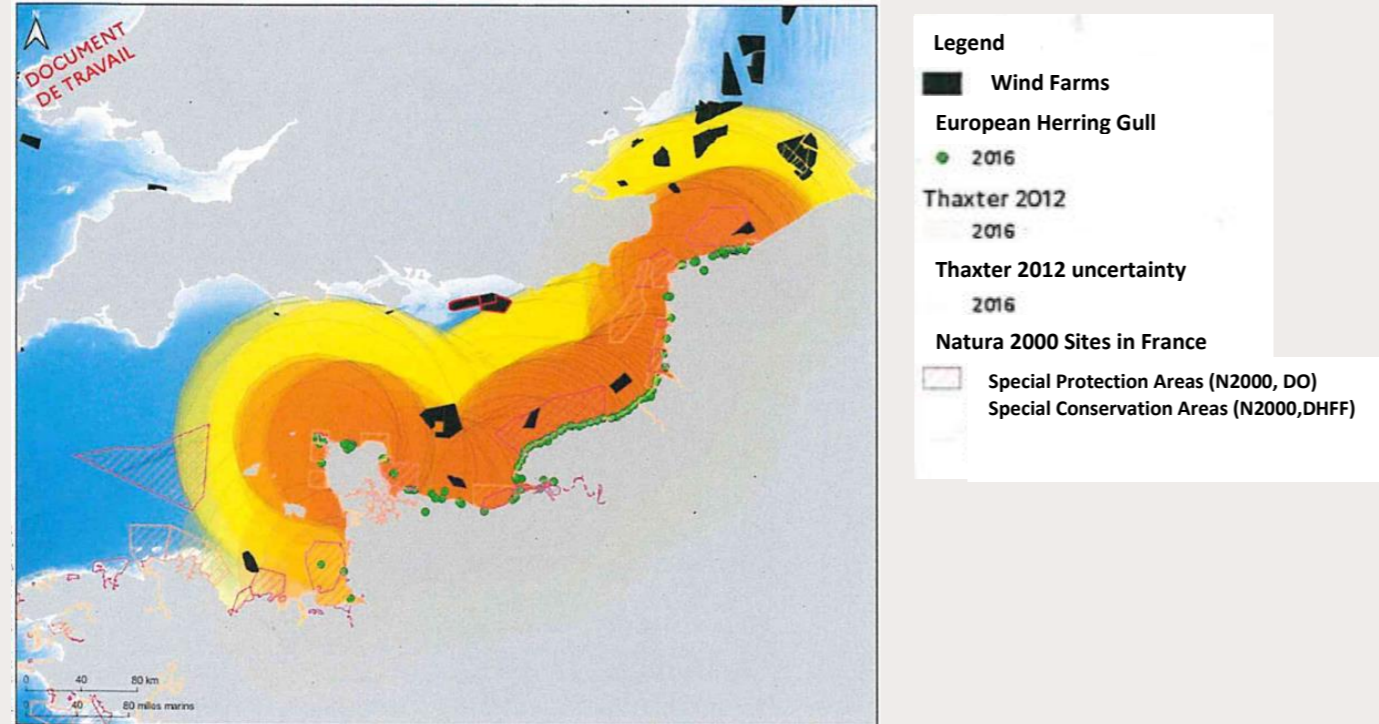 N
DOCUMENT
DE TRAVAIL
0 40 80 km
0 40 80 miles marins
Legend
Wind Farms
European Herring Gull
2016
Thaxter 2012
2016
Thaxter 2012 uncertainty
2016
Natura 2000 Sites in France
Special Protection Areas (N2000, DO)
Special Conservation Areas (N2000,DHFF)